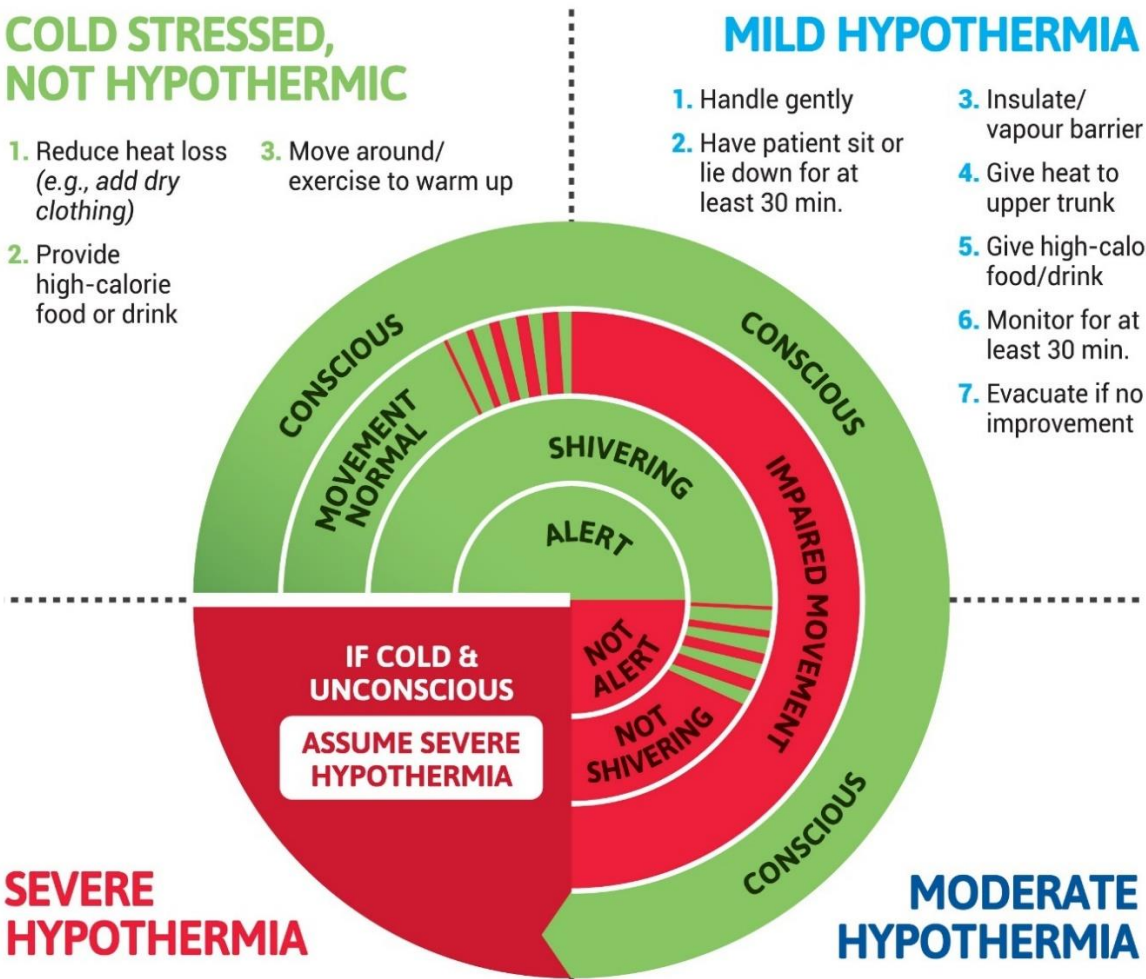 COLD STRESSED,
NOT HYPOTHERMIC
1. Reduce heat loss
(e.g., add dry
clothing)
2. Provide
high-calorie
food or drink
3. Move around/
exercise to warm up
MILD HYPOTHERMIA
1. Handle gently
2. Have patient sit or
lie down for at
least 30 min.
3. Insulate/
vapour barrier
4. Give heat to
upper trunk
5. Give high-calo
food/drink
6. Monitor for at
least 30 min.
7. Evacuate if no
improvement
CONSCIOUS
CONSCIOUS
MOVEMENT
NORMAL
SHIVERING
ALERT
IMPAIRED MOVEMENT
NOT
ALERT
NOT
SHIVERING
CONSCIOUS
IF COLD &
UNCONSCIOUS
ASSUME SEVERE
HYPOTHERMIA
SEVERE
HYPOTHERMIA
MODERATE
HYPOTHERMIA